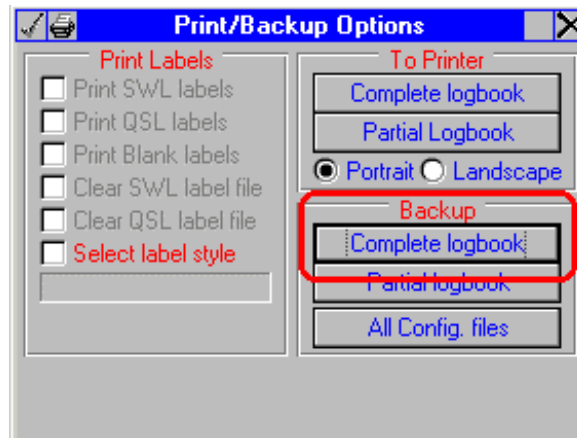 Print/Backup Options
Print Labels
Print SWL labels
Print QSL labels
Print Blank labels
Clear SWL label file
Clear QSL label file
Select label style
To Printer
Complete logbook
Partial Logbook
Portrait Landscape
Backup
Complete logbook
Partial logbook
All Config. files